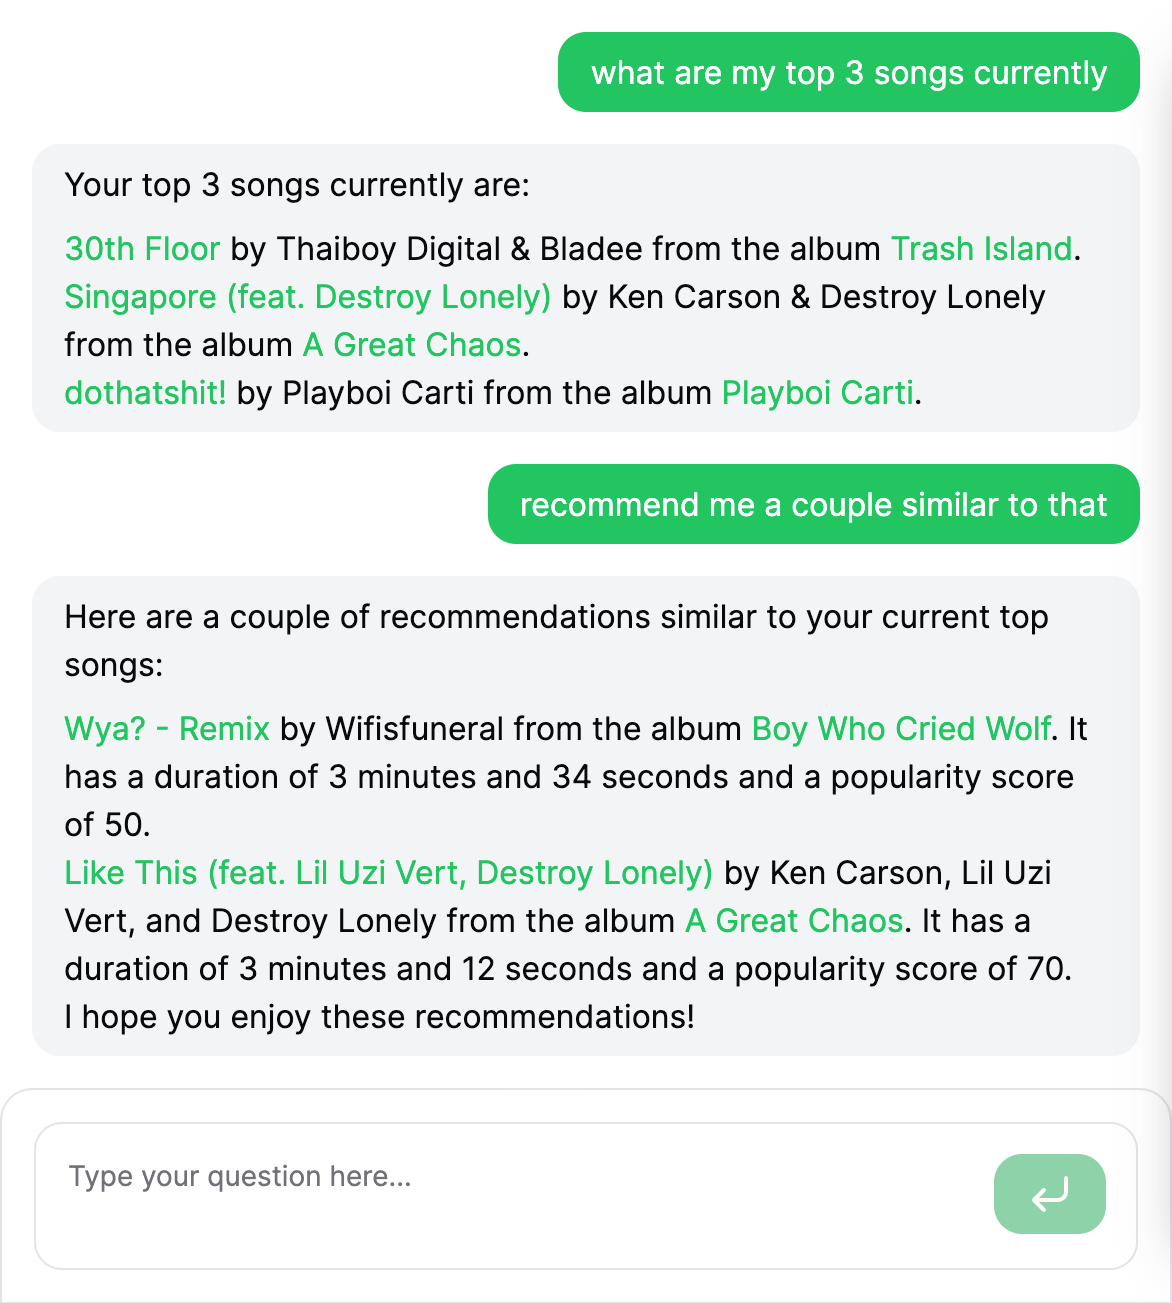 what are my top 3 songs currently
Your top 3 songs currently are:
30th Floor by Thaiboy Digital & Bladee from the album Trash Island.
Singapore (feat. Destroy Lonely) by Ken Carson & Destroy Lonely
from the album A Great Chaos.
dothatshit! by Playboi Carti from the album Playboi Carti.
recommend me a couple similar to that
Here are a couple of recommendations similar to your current top
songs:
Wya? - Remix by Wifisfuneral from the album Boy Who Cried Wolf. It
has a duration of 3 minutes and 34 seconds and a popularity score
of 50.
Like This (feat. Lil Uzi Vert, Destroy Lonely) by Ken Carson, Lil Uzi
Vert, and Destroy Lonely from the album A Great Chaos. It has a
duration of 3 minutes and 12 seconds and a popularity score of 70.
I hope you enjoy these recommendations!
Type your question here...